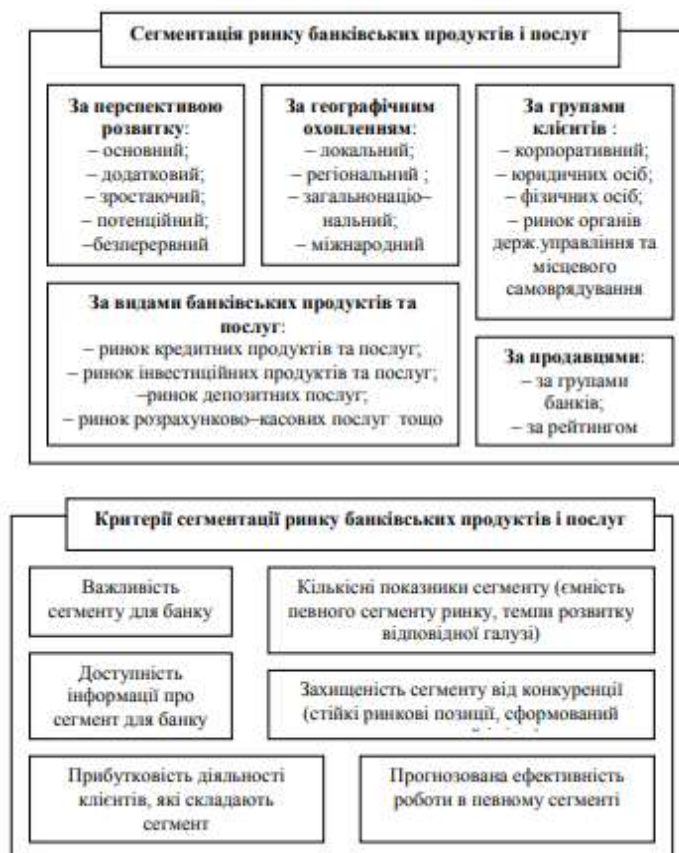 Сегментація ринку банківських продуктів і послуг
За перспективою
розвитку:
– основний;
– додатковий;
– зростаючий;
– потенційний;
–безперервний
За географічним
охопленням:
– локальний;
– регіональний ;
– загальнонаціо–
нальний;
– міжнародний
За групами
клієнтів :
– корпоративний;
– юридичних осіб;
– фізичних осіб;
– ринок органів
держ.управління та
місцевого
самоврядування
За видами банківських продуктів та
послуг:
– ринок кредитних продуктів та послуг;
– ринок інвестиційних продуктів та послуг;
–ринок депозитних послуг;
– ринок розрахунково–касових послуг тощо
За продавцями:
– за групами
банків;
– за рейтингом
Критерії сегментації ринку банківських продуктів і послуг
Важливість
сегменту для банку
Кількісні показники сегменту (ємність
певного сегменту ринку, темпи розвитку
відповідної галузі)
Доступність
інформації про
сегмент для банку
Захищеність сегменту від конкуренції
(стійкі ринкові позиції, сформований
Прибутковість діяльності
клієнтів, які складають
сегмент
Прогнозована ефективність
роботи в певному сегменті